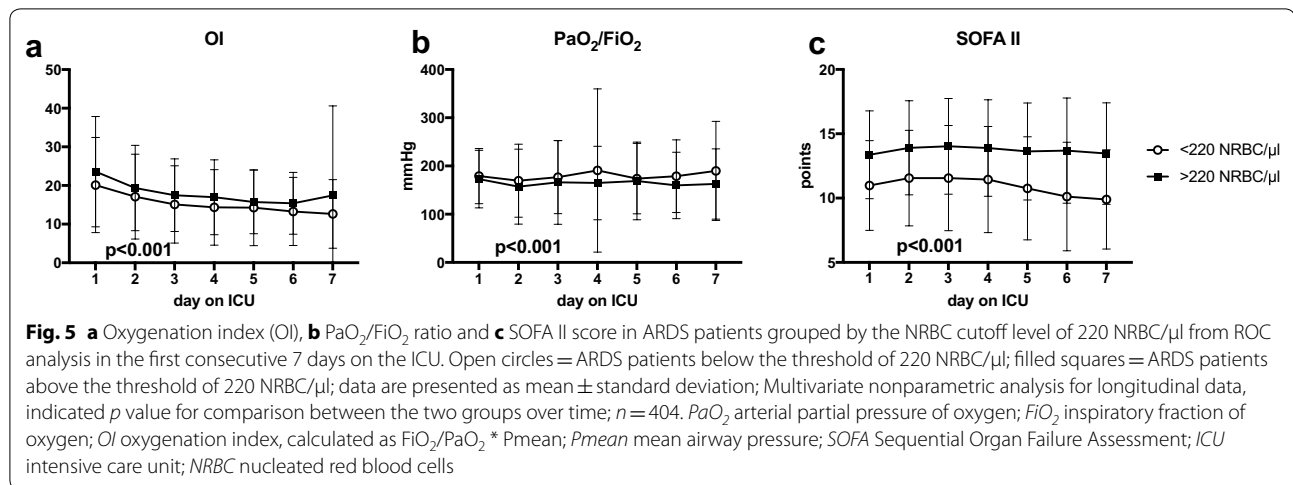 a OI
50
40
30
20
10
0
p<0.001
1 2 3 4 5 6 7
day on ICU
b PaO₂/FiO₂
mmHg
400
300
200
100
0
p<0.001
1 2 3 4 5 6 7
day on ICU
c SOFA II
points
20
15
10
5
p<0.001
1 2 3 4 5 6 7
day on ICU
<220 NRBC/µl
>220 NRBC/µl
Fig. 5 a Oxygenation index (OI), b PaO₂/FiO₂ ratio and c SOFA II score in ARDS patients grouped by the NRBC cutoff level of 220 NRBC/µl from ROC
analysis in the first consecutive 7 days on the ICU. Open circles = ARDS patients below the threshold of 220 NRBC/µl; filled squares = ARDS patients
above the threshold of 220 NRBC/µl; data are presented as mean ± standard deviation; Multivariate nonparametric analysis for longitudinal data,
indicated p value for comparison between the two groups over time; n = 404. PaO₂ arterial partial pressure of oxygen; FiO₂ inspiratory fraction of
oxygen; OI oxygenation index, calculated as FiO₂/PaO₂ * Pmean; Pmean mean airway pressure; SOFA Sequential Organ Failure Assessment; ICU
intensive care unit; NRBC nucleated red blood cells